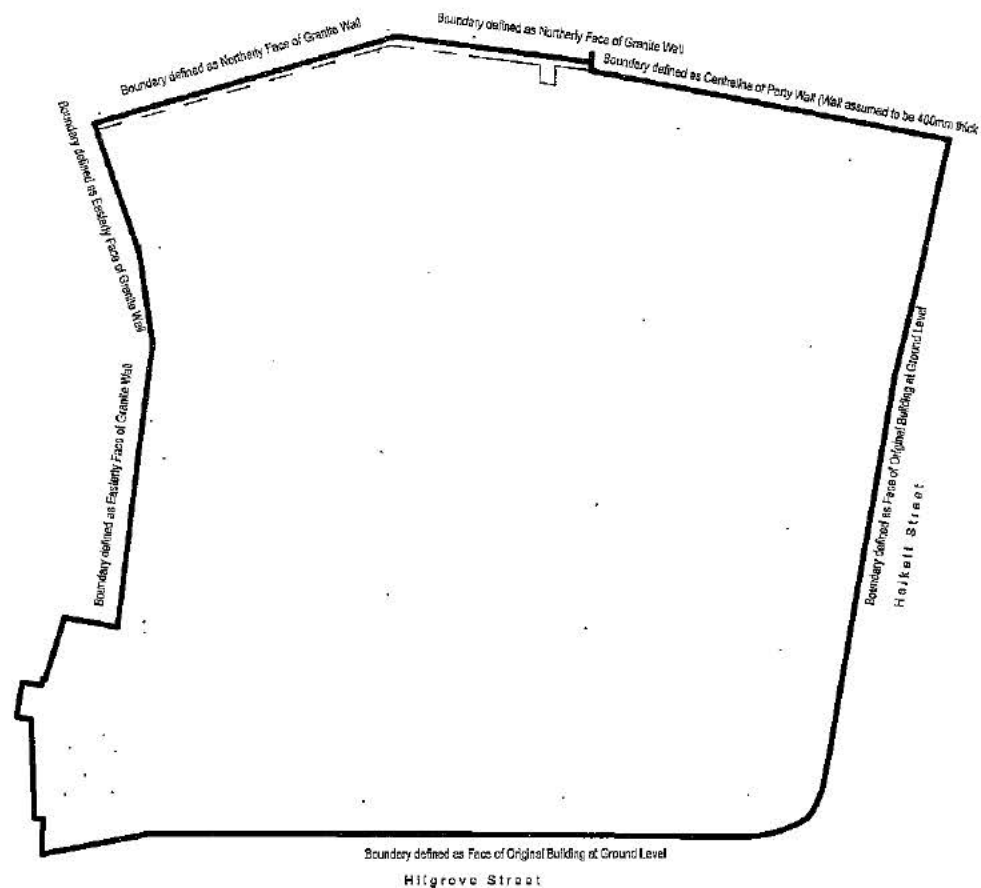 Boundary defined as Northerly Face of Granite Wall
Boundary defined as Northerly Face of Granite Wall
Boundary defined as Centreline of Party Wall (Wall assumed to be 400mm thick
Boundary defined as Easterly Face of Granite Wall
Boundary defined as Easterly Face of Granite Wall
Boundary defined as Face of Original Building at Ground Level
Halkett Street
Boundary defined as Face of Original Building at Ground Level
Hilgrove Street